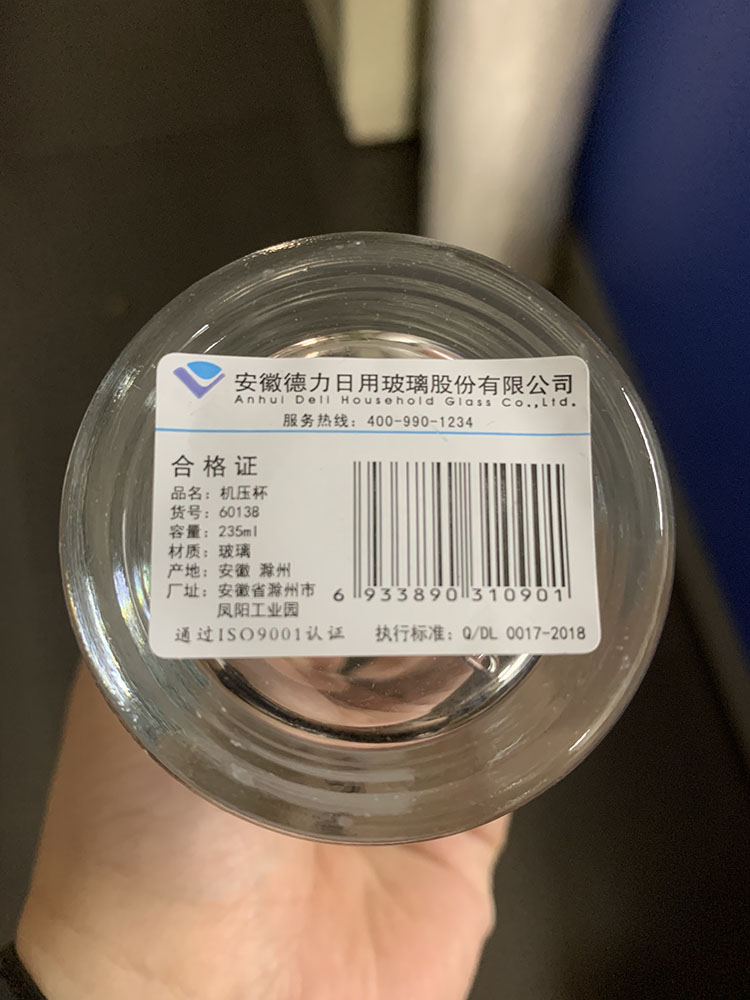 安徽德力日用玻璃股份有限公司
Anhui Deli Household Glass Co.,Ltd.
服务热线：400-990-1234
合格证
品名：机压杯
货号：60138
容量：235ml
材质：玻璃
产地：安徽 滁州
厂址：安徽省滁州市
凤阳工业园
6 933890 310901
通过ISO9001认证 执行标准：Q/DL 0017-2018